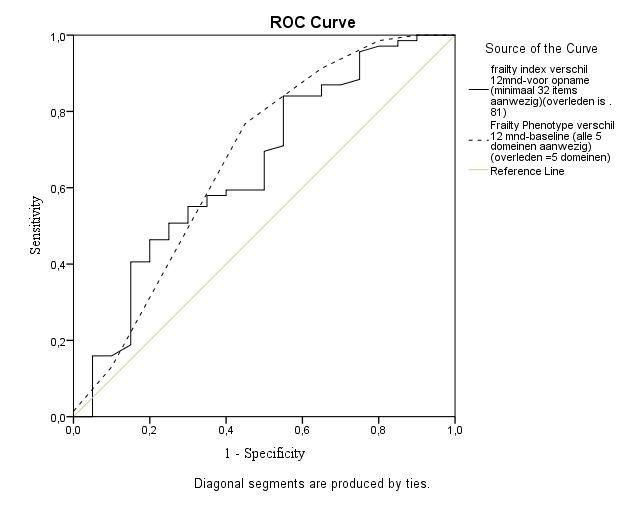 ROC Curve
Source of the Curve
frailty index verschil
12mnd-voor opname
(minimaal 32 items
aanwezig)(overleden is .
81)
Frailty Phenotype verschil
12 mnd-baseline (alle 5
domeinen aanwezig)
(overleden =5 domeinen)
Reference Line
Sensitivity
1,0
0,8
0,6
0,4
0,2
0,0
0,0 0,2 0,4 0,6 0,8 1,0
1 - Specificity
Diagonal segments are produced by ties.